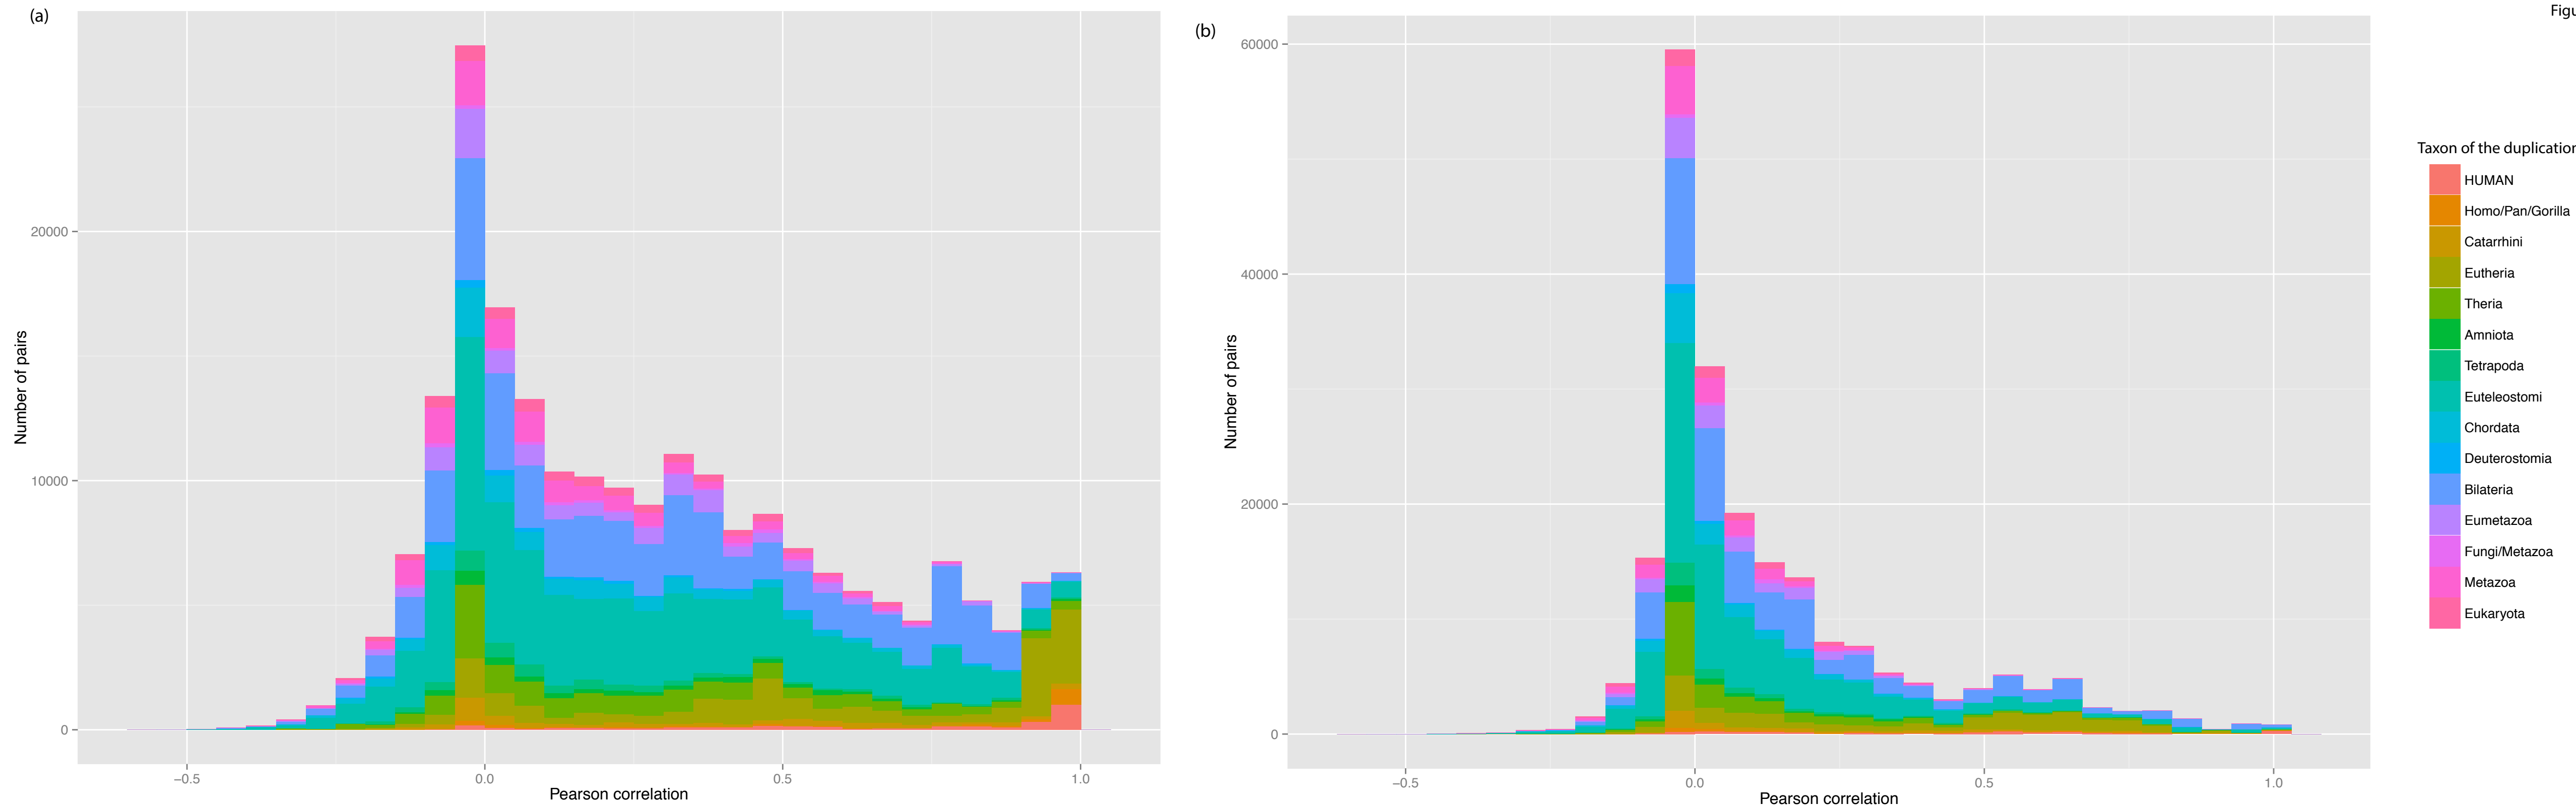 (a)
20000
10000
0
−0.5
0.0
0.5
1.0
Number of pairs
Pearson correlation
(b)
60000
40000
20000
0
−0.5
0.0
0.5
1.0
Number of pairs
Pearson correlation
Figu
Taxon of the duplication
HUMAN
Homo/Pan/Gorilla
Catarrhini
Eutheria
Theria
Amniota
Tetrapoda
Euteleostomi
Chordata
Deuterostomia
Bilateria
Eumetazoa
Fungi/Metazoa
Metazoa
Eukaryota